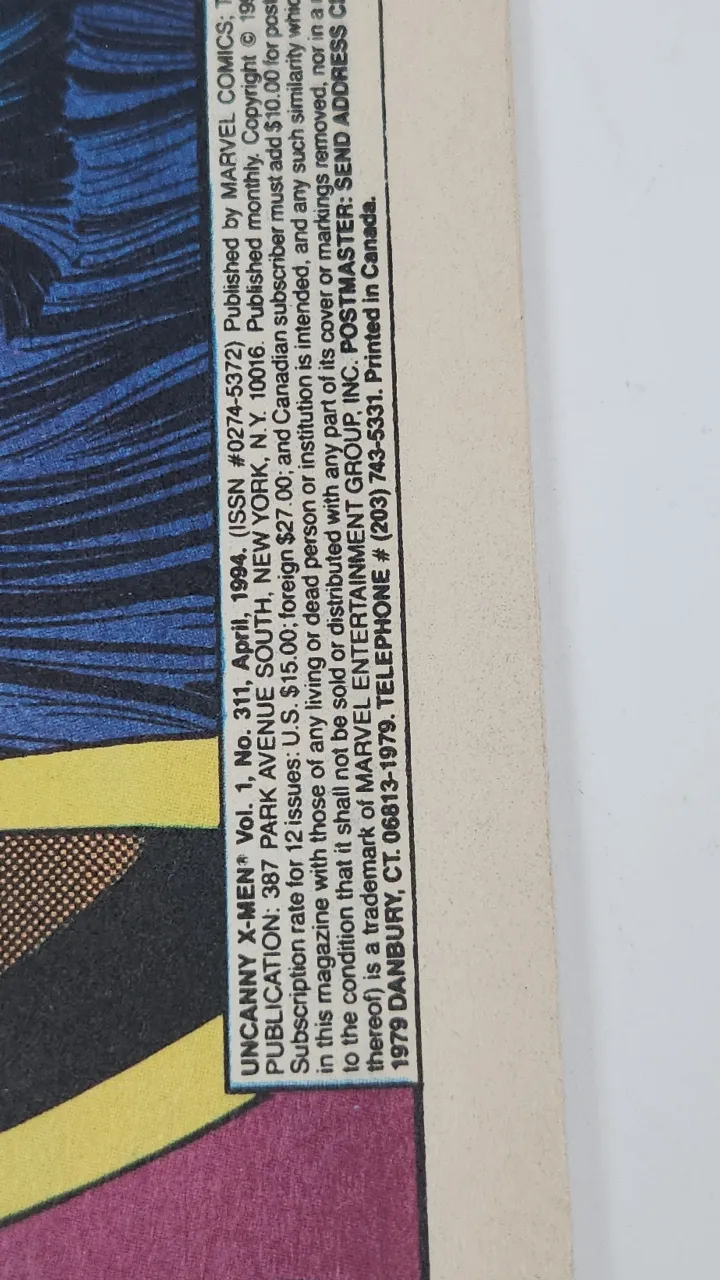 UNCANNY X-MEN® Vol. 1, No. 311, April, 1994. (ISSN #0274-5372) Published by MARVEL COMICS;
PUBLICATION: 387 PARK AVENUE SOUTH, NEW YORK, N.Y. 10016. Published monthly. Copyright ©
Subscription rate for 12 issues: U.S. $15.00; foreign $27.00; and Canadian subscriber must add $10.00 for
in this magazine with those of any living or dead person or institution is intended, and any such similarity
to the condition that it shall not be sold or distributed with any part of its cover or markings removed, nor in a
thereof) is a trademark of MARVEL ENTERTAINMENT GROUP, INC. POSTMASTER: SEND ADDRESS
1979 DANBURY, CT. 06813-1979. TELEPHONE # (203) 743-5331. Printed in Canada.